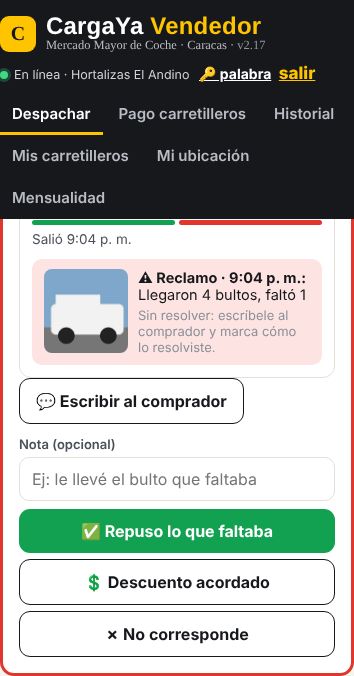 C CargaYa Vendedor
Mercado Mayor de Coche · Caracas · v2.17
En línea · Hortalizas El Andino 🔑 palabra salir
Despachar Pago carretilleros Historial
Mis carretilleros Mi ubicación
Mensualidad
Salió 9:04 p. m.
⚠ Reclamo · 9:04 p. m.:
Llegaron 4 bultos, faltó 1
Sin resolver: escríbele al
comprador y marca cómo
lo resolviste.
💬 Escribir al comprador
Nota (opcional)
Ej: le llevé el bulto que faltaba
✅ Repuso lo que faltaba
💲 Descuento acordado
× No corresponde